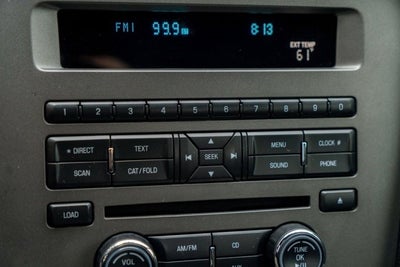 FM1 99.9 8:13
EXT TEMP
61°
1 2 3 4 5 6 7 8 9 0
* DIRECT TEXT SEEK MENU CLOCK #
SCAN CAT/FOLD SOUND PHONE
LOAD
AM/FM CD TUNE
VOL OK